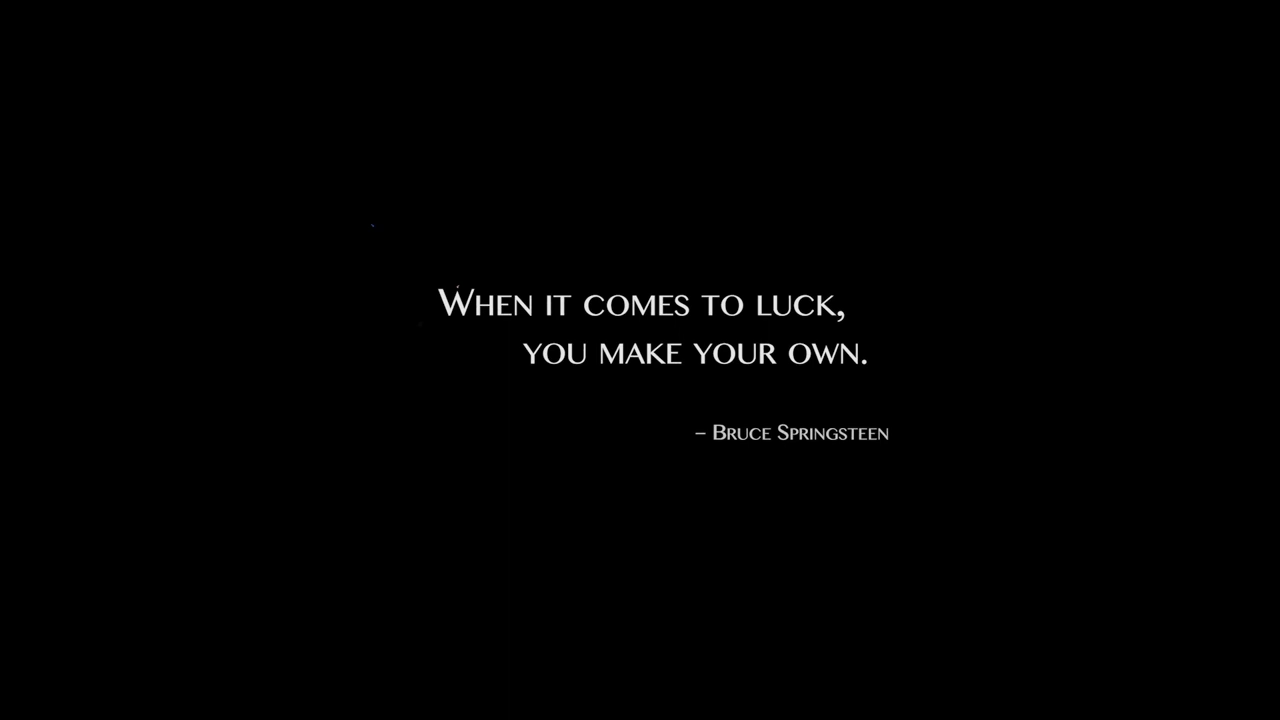 When it comes to luck,
you make your own.
– Bruce Springsteen